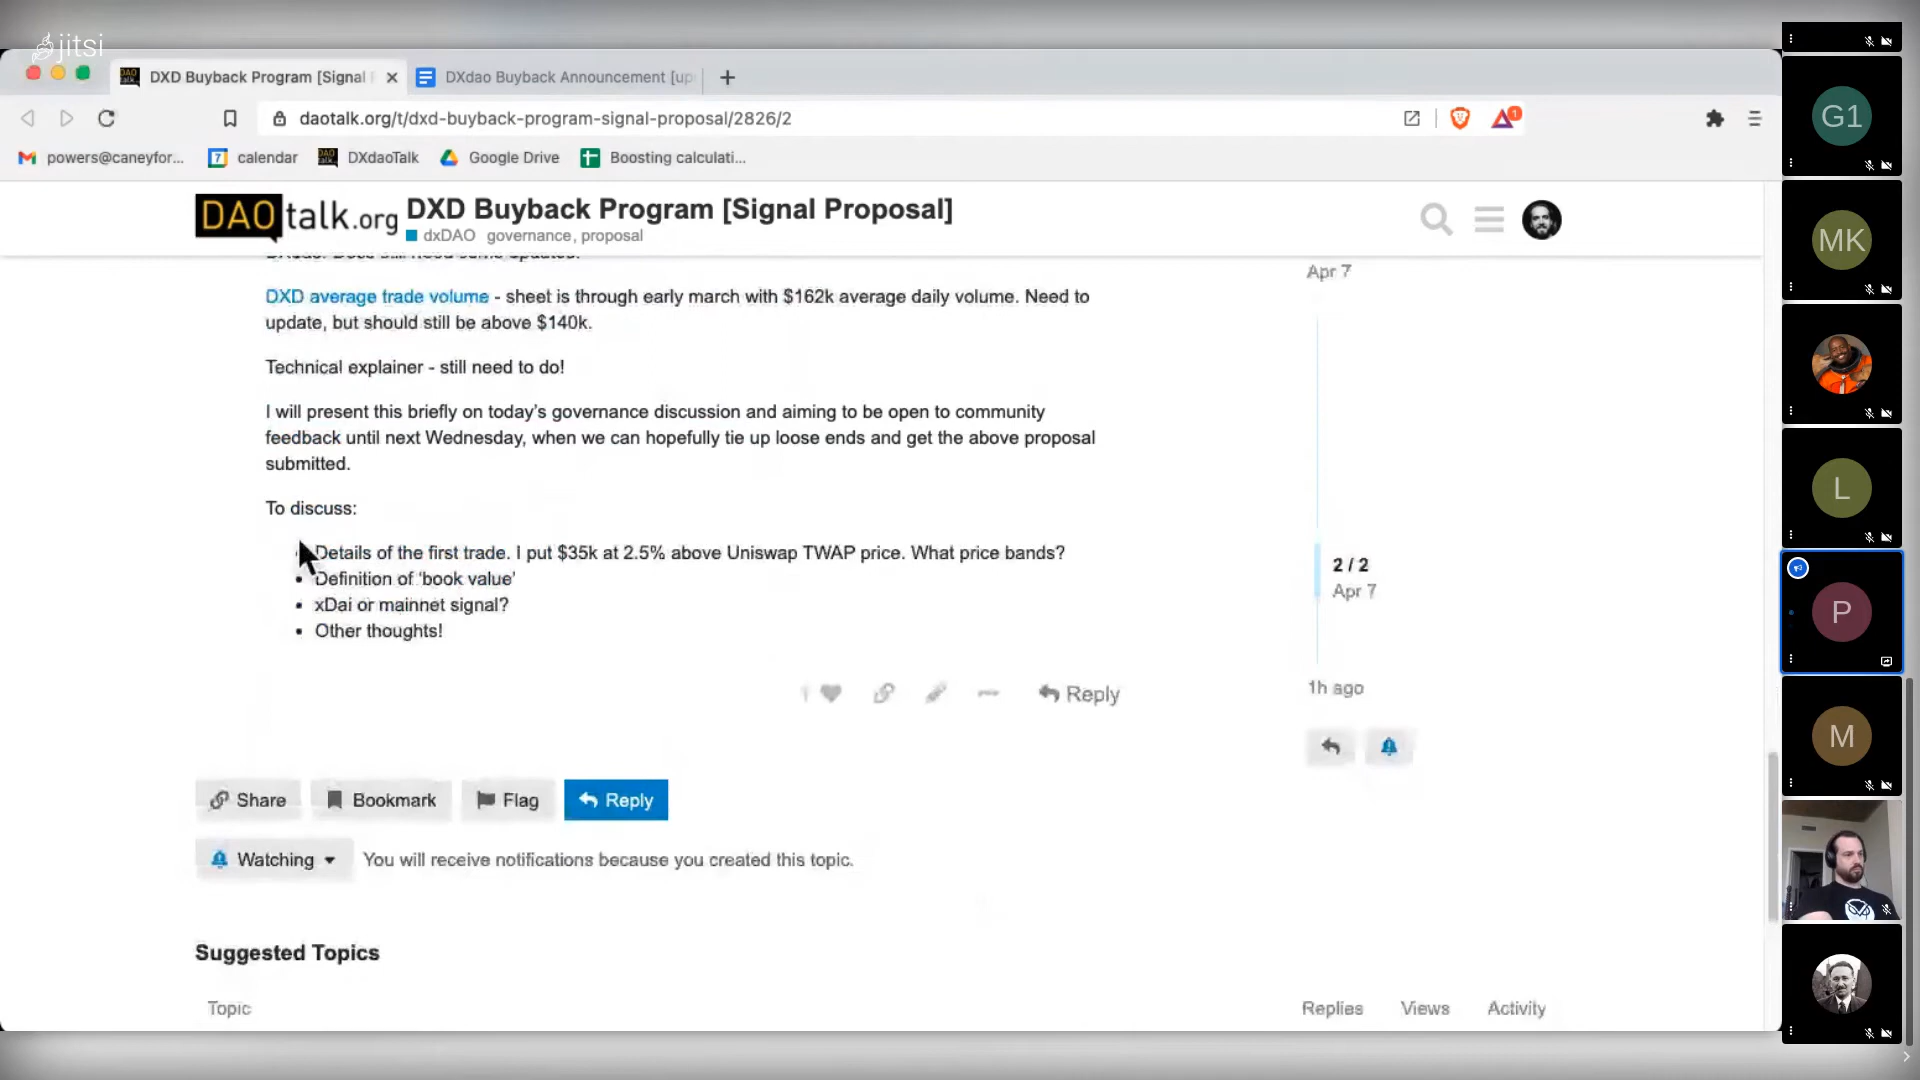 jitsi
DXD Buyback Program [Signal
DXdao Buyback Announcement [up
daotalk.org/t/dxd-buyback-program-signal-proposal/2826/2
1
powers@caneyfor...
7 calendar
DXdaoTalk
Google Drive
Boosting calculati...
DAOtalk.org
DXD Buyback Program [Signal Proposal]
dxDAO governance, proposal
DXD average trade volume - sheet is through early march with $162k average daily volume. Need to
update, but should still be above $140k.
Technical explainer - still need to do!
I will present this briefly on today's governance discussion and aiming to be open to community
feedback until next Wednesday, when we can hopefully tie up loose ends and get the above proposal
submitted.
To discuss:
Details of the first trade. I put $35k at 2.5% above Uniswap TWAP price. What price bands?
• Definition of 'book value'
• xDai or mainnet signal?
• Other thoughts!
1
Reply
Apr 7
2 / 2
Apr 7
1h ago
Share
Bookmark
Flag
Reply
Watching
You will receive notifications because you created this topic.
Suggested Topics
Topic
Replies
Views
Activity
G1
MK
L
P
M